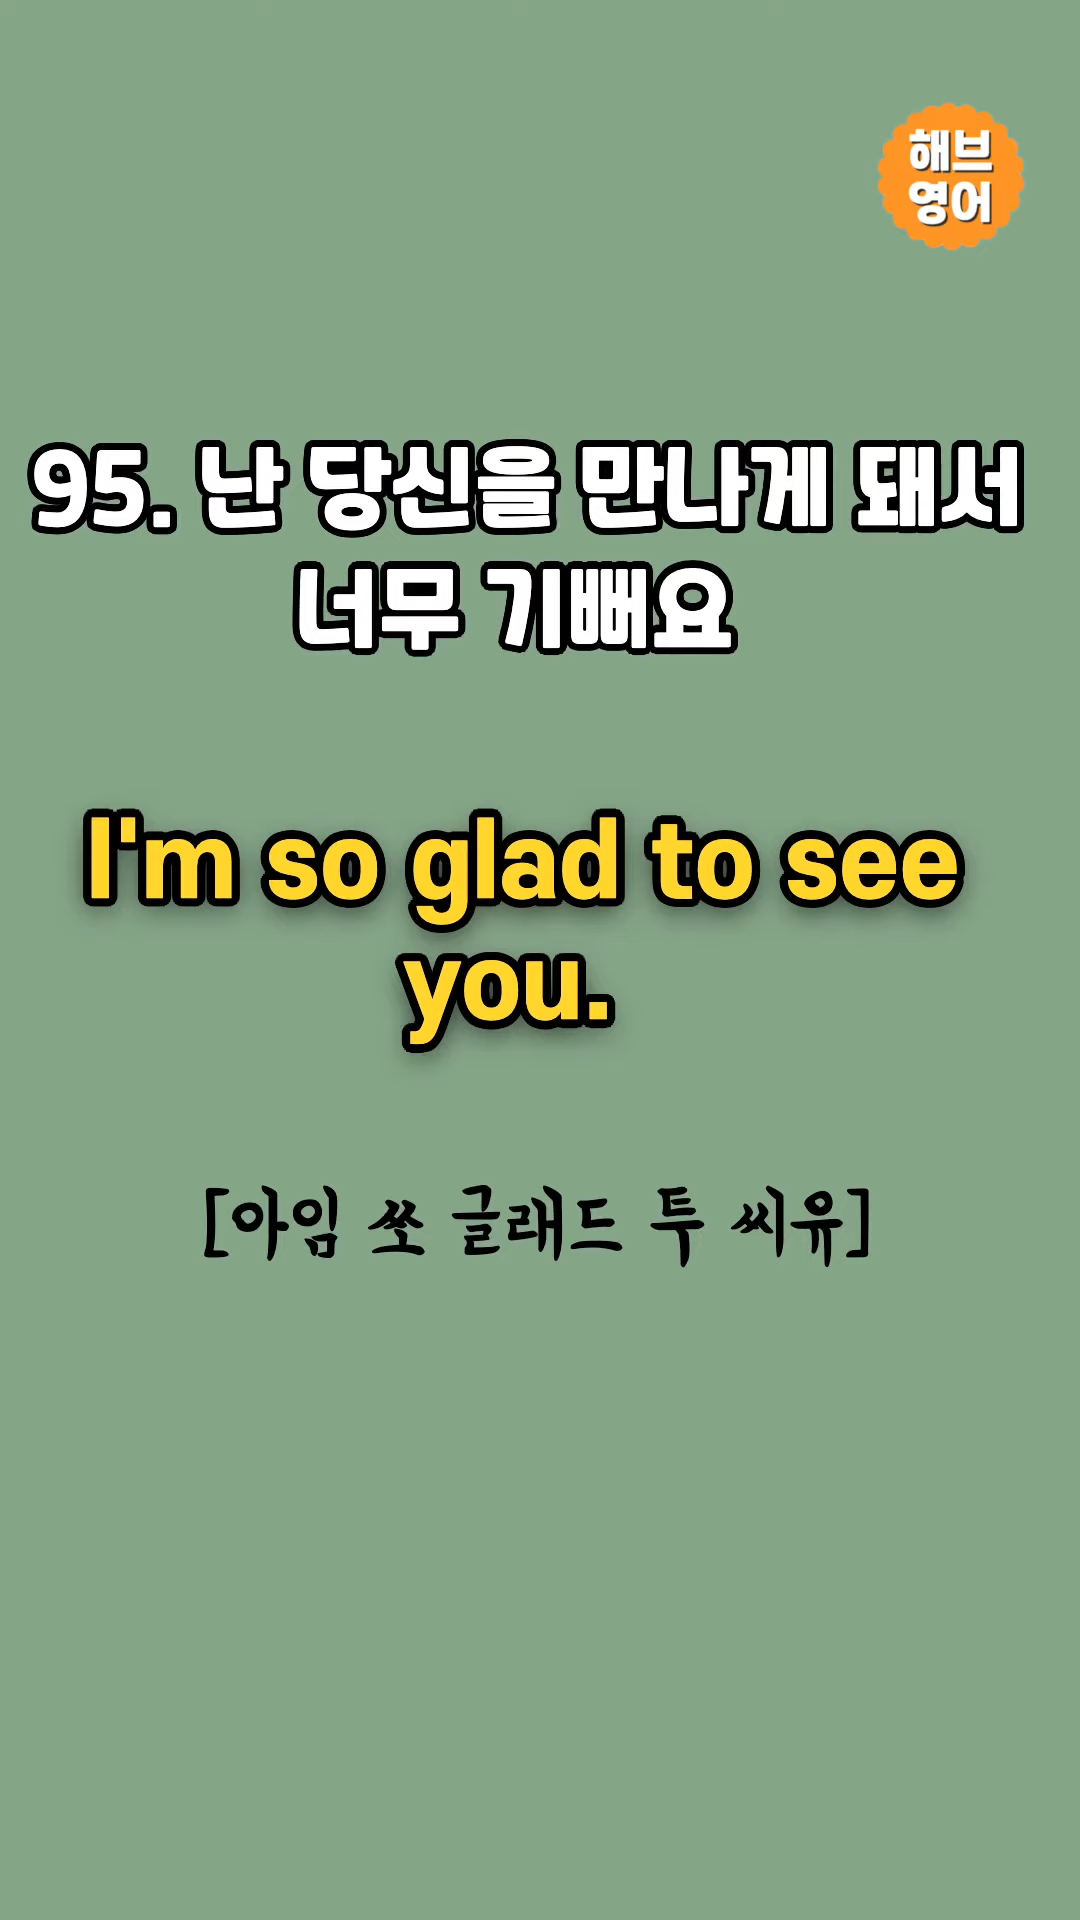 해브
영어
95. 난 당신을 만나게 돼서
너무 기뻐요
I'm so glad to see
you.
[아임 쏘 글래드 투 씨유]